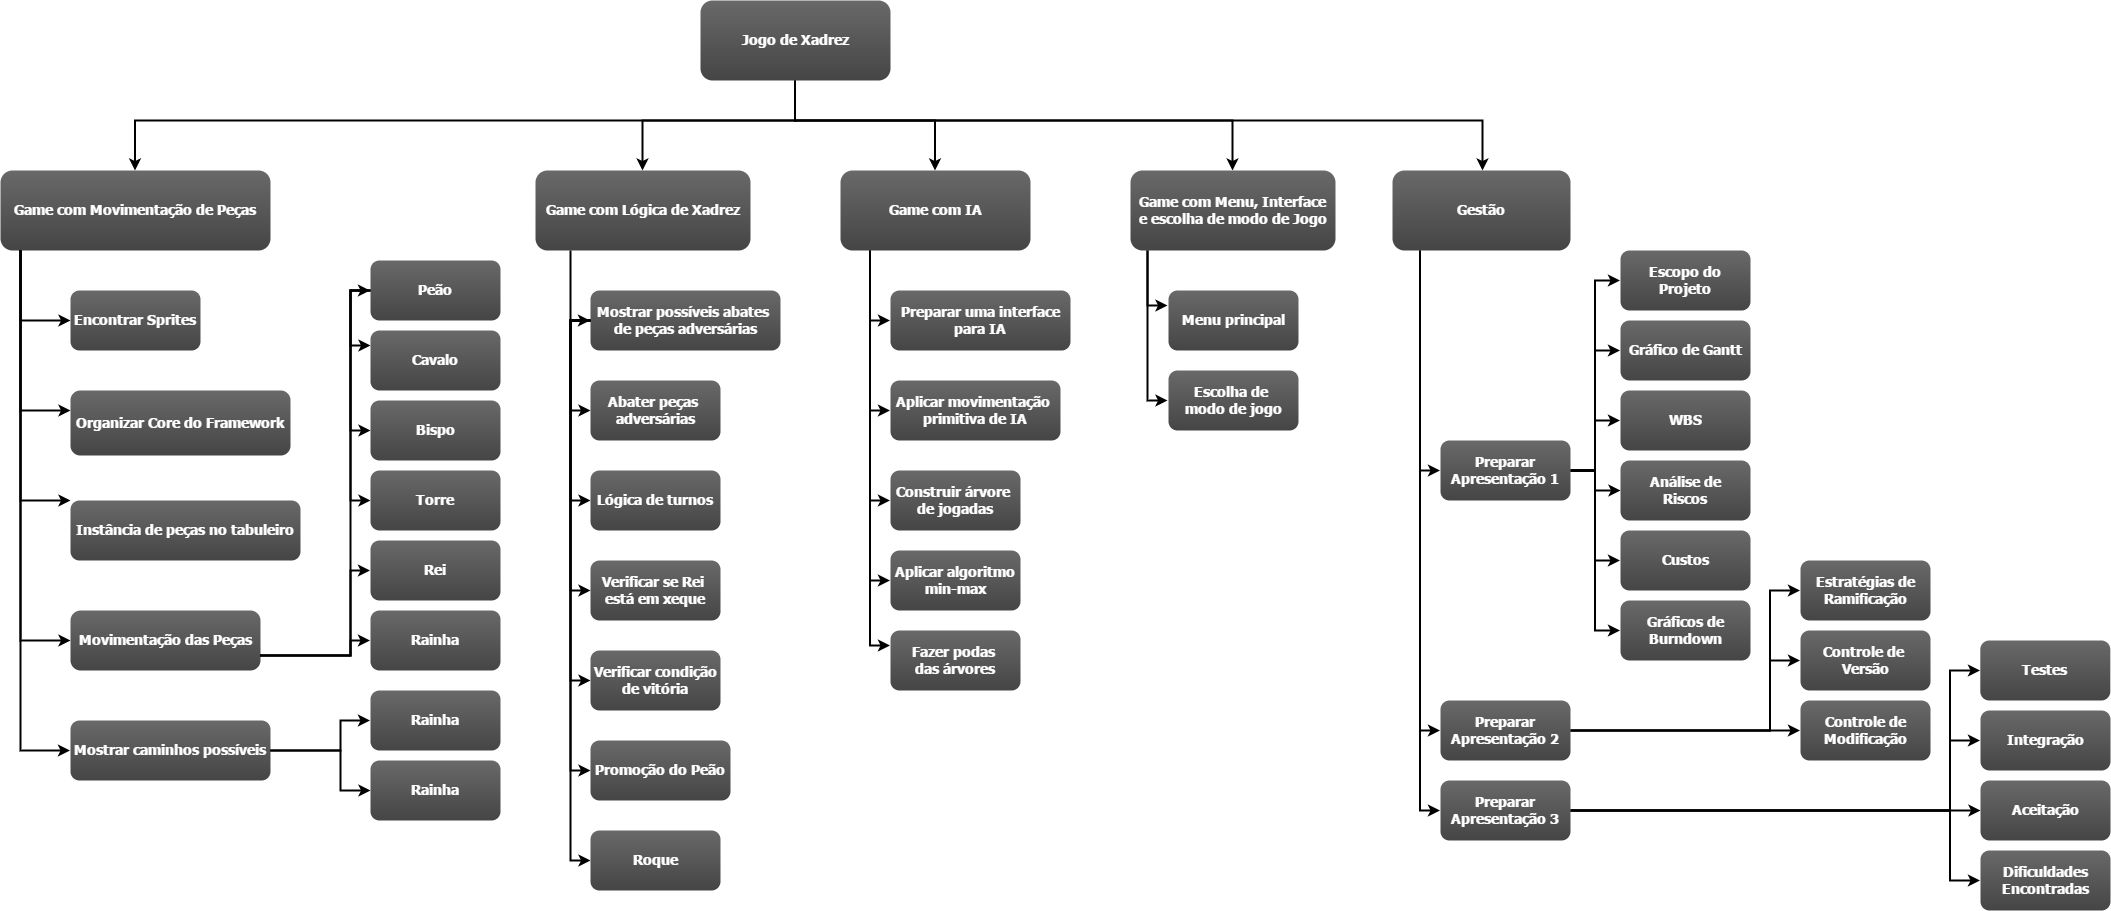 Jogo de Xadrez
Game com Movimentação de Peças
Encontrar Sprites
Organizar Core do Framework
Instância de peças no tabuleiro
Movimentação das Peças
Peão
Cavalo
Bispo
Torre
Rei
Rainha
Mostrar caminhos possíveis
Rainha
Rainha
Game com Lógica de Xadrez
Mostrar possíveis abates
de peças adversárias
Abater peças
adversárias
Lógica de turnos
Verificar se Rei
está em xeque
Verificar condição
de vitória
Promoção do Peão
Roque
Game com IA
Preparar uma interface
para IA
Aplicar movimentação
primitiva de IA
Construir árvore
de jogadas
Aplicar algoritmo
min-max
Fazer podas
das árvores
Game com Menu, Interface
e escolha de modo de Jogo
Menu principal
Escolha de
modo de jogo
Gestão
Preparar
Apresentação 1
Escopo do
Projeto
Gráfico de Gantt
WBS
Análise de
Riscos
Custos
Gráficos de
Burndown
Preparar
Apresentação 2
Estratégias de
Ramificação
Controle de
Versão
Controle de
Modificação
Preparar
Apresentação 3
Testes
Integração
Aceitação
Dificuldades
Encontradas